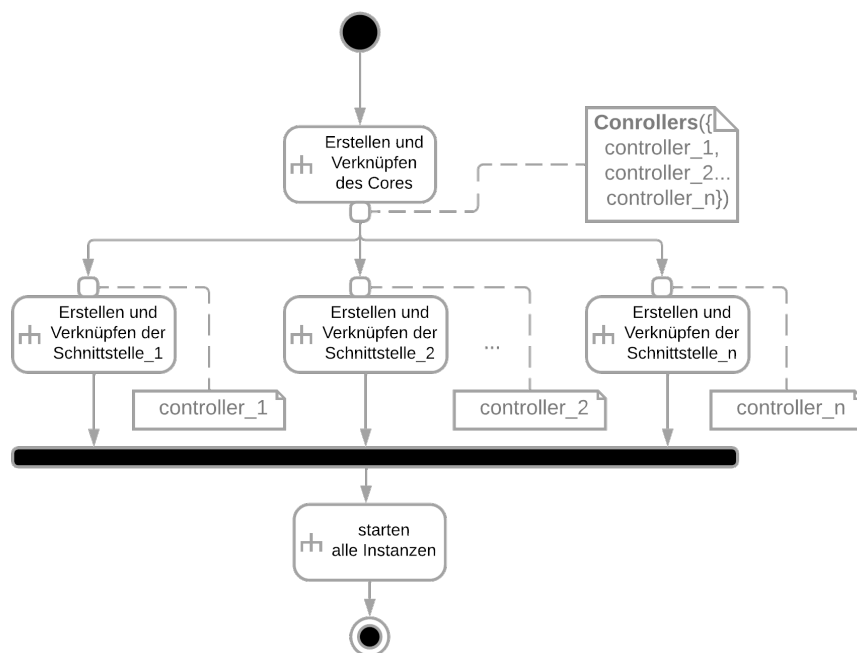 Erstellen und
Verknüpfen
des Cores
Conrollers({
controller_1,
controller_2...
controller_n})
Erstellen und
Verknüpfen der
Schnittstelle_1
Erstellen und
Verknüpfen der
Schnittstelle_2
...
Erstellen und
Verknüpfen der
Schnittstelle_n
controller_1
controller_2
controller_n
starten
alle Instanzen